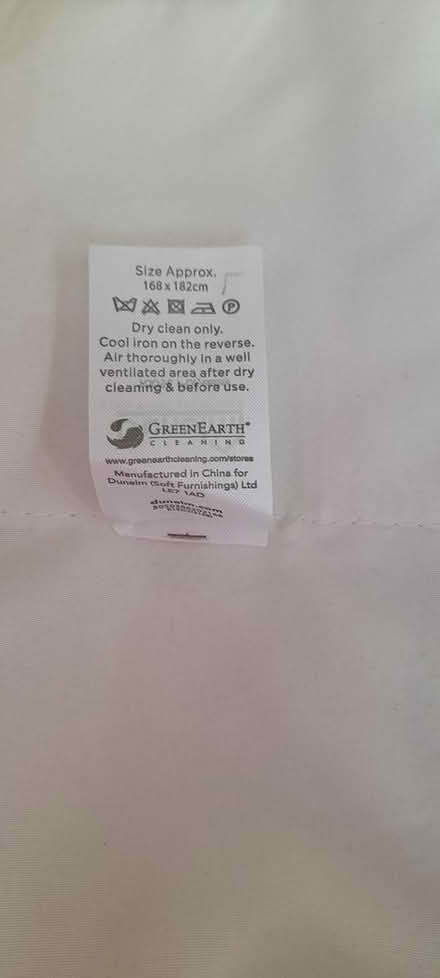 Size Approx.
168 x 182cm
Dry clean only.
Cool iron on the reverse.
Air thoroughly in a well
ventilated area after dry
cleaning & before use.
GREENEARTH®
CLEANING
www.greenearthcleaning.com/stores
Manufactured in China for
Dunelm (Soft Furnishings) Ltd
LE7 1AD
dunelm.com